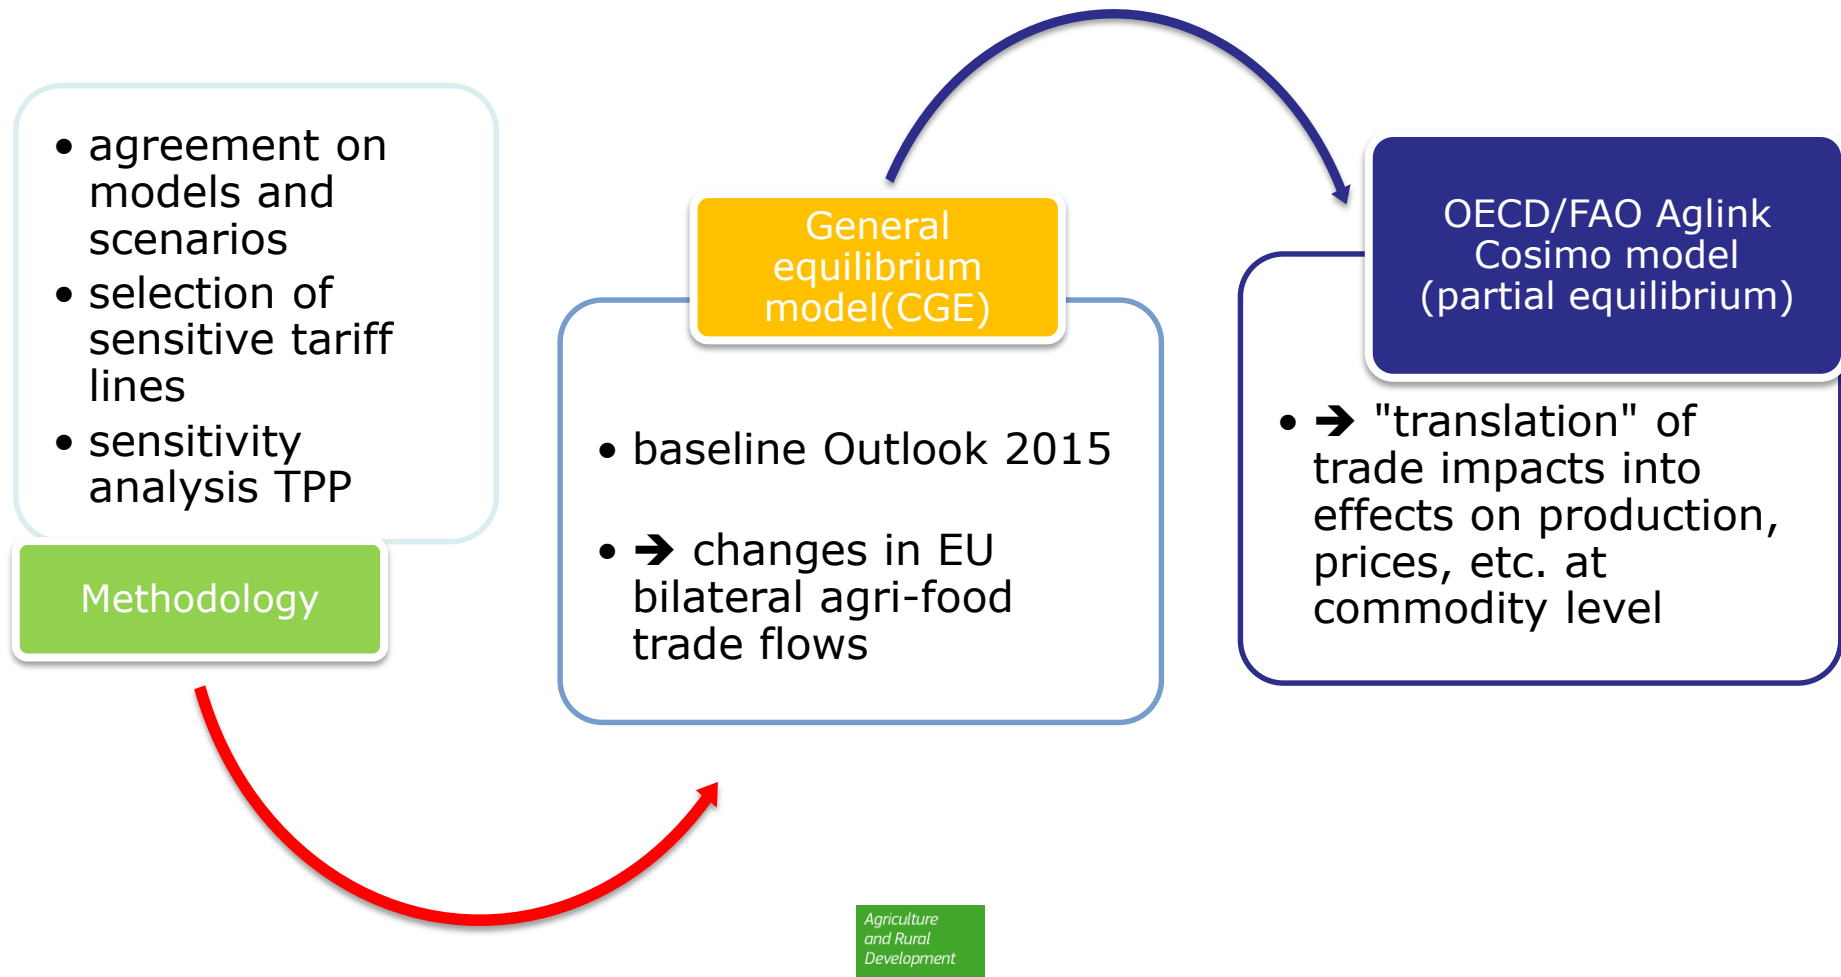 • agreement on
models and
scenarios
• selection of
sensitive tariff
lines
• sensitivity
analysis TPP
Methodology
General
equilibrium
model(CGE)
• baseline Outlook 2015
• ➔ changes in EU
bilateral agri-food
trade flows
OECD/FAO Aglink
Cosimo model
(partial equilibrium)
• ➔ "translation" of
trade impacts into
effects on production,
prices, etc. at
commodity level
Agriculture
and Rural
Development